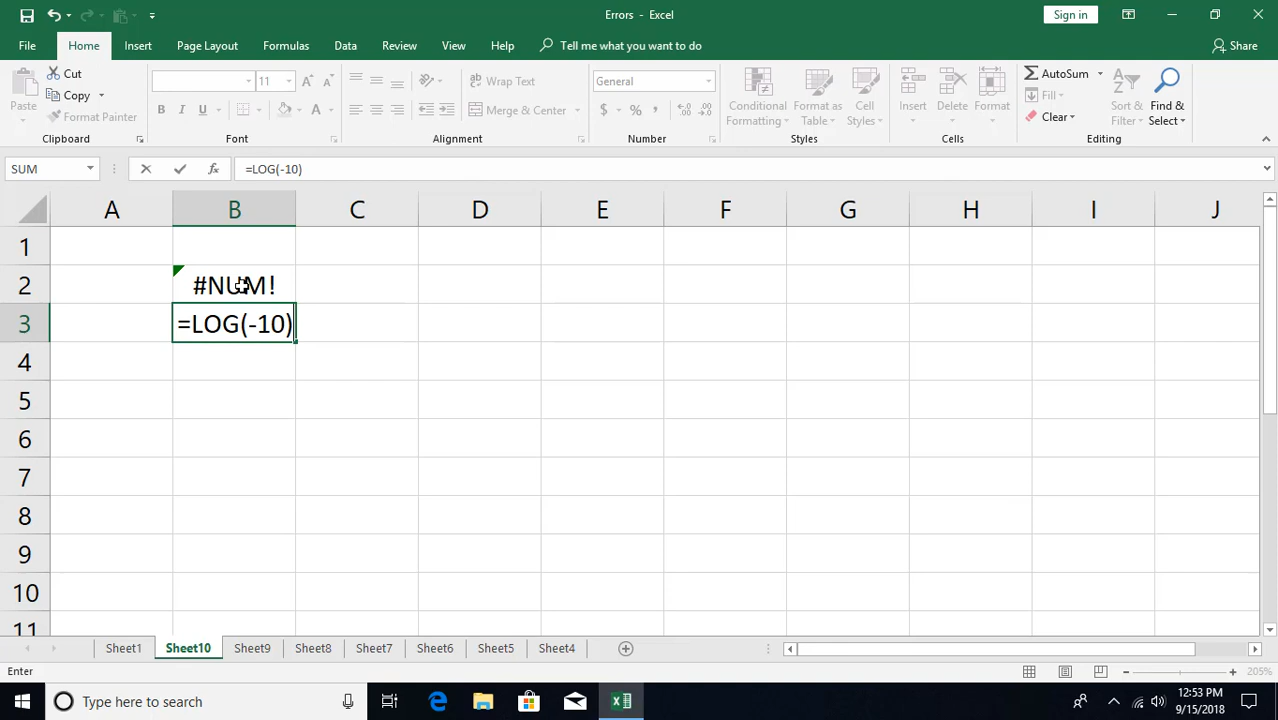 Errors - Excel
Sign in
File Home Insert Page Layout Formulas Data Review View Help Tell me what you want to do Share
Paste
Cut
Copy
Format Painter
Clipboard
11
B I U A A A
Font
Wrap Text
Merge & Center
Alignment
General
$ % ,
Number
Conditional Formatting
Format as Table
Cell Styles
Styles
Insert
Delete
Format
Cells
AutoSum
Fill
Clear
Sort & Filter
Find & Select
Editing
SUM fx =LOG(-10)
A B C D E F G H I J
1
2 #NUM!
3 =LOG(-10)
4
5
6
7
8
9
10
11
Sheet1 Sheet10 Sheet9 Sheet8 Sheet7 Sheet6 Sheet5 Sheet4
Enter
205%
Type here to search
12:53 PM
9/15/2018